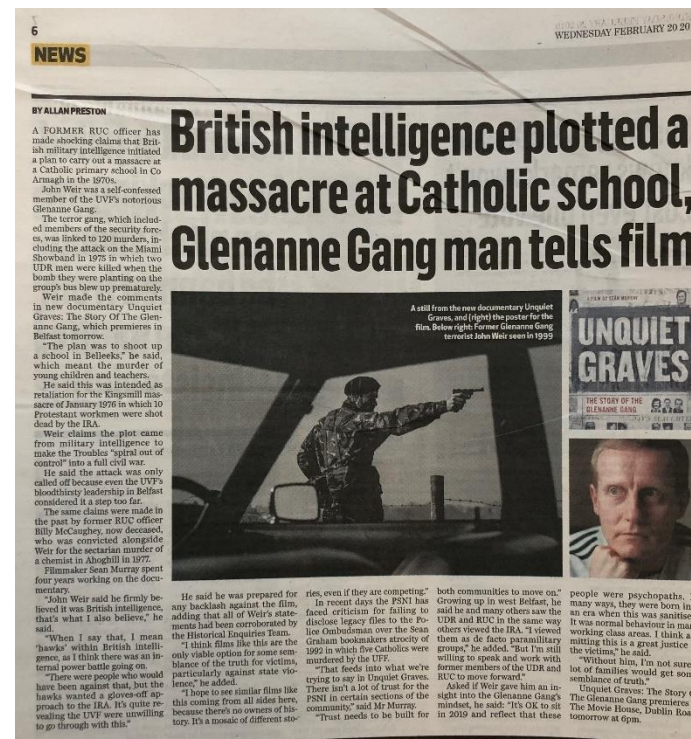 6
WEDNESDAY FEBRUARY 20 20
NEWS
BY ALLAN PRESTON
British intelligence plotted a
massacre at Catholic school,
Glenanne Gang man tells film
A FORMER RUC officer has
made shocking claims that Brit-
ish military intelligence initiated
a plan to carry out a massacre at
a Catholic primary school in Co
Armagh in the 1970s.
John Weir was a self-confessed
member of the UVF's notorious
Glenanne Gang.
The terror gang, which includ-
ed members of the security forc-
es, was linked to 120 murders, in-
cluding the attack on the Miami
Showband in 1975 in which two
UDR men were killed when the
bomb they were planting on the
group's bus blew up prematurely.
Weir made the comments
in new documentary Unquiet
Graves: The Story Of The Glen-
anne Gang, which premieres in
Belfast tomorrow.
"The plan was to shoot up
a school in Belleeks," he said,
which meant the murder of
young children and teachers.
He said this was intended as
retaliation for the Kingsmill mas-
sacre of January 1976 in which 10
Protestant workmen were shot
dead by the IRA.
Weir claims the plot came
from military intelligence to
make the Troubles "spiral out of
control" into a full civil war.
He said the attack was only
called off because even the UVF's
bloodthirsty leadership in Belfast
considered it a step too far.
The same claims were made in
the past by former RUC officer
Billy McCaughey, now deceased,
who was convicted alongside
Weir for the sectarian murder of
a chemist in Ahoghill in 1977.
Filmmaker Sean Murray spent
four years working on the docu-
mentary.
"John Weir said he firmly be-
lieved it was British intelligence,
that's what I also believe," he
said.
"When I say that, I mean
'hawks' within British intelli-
gence, as I think there was an in-
ternal power battle going on.
"There were people who would
have been against that, but the
hawks wanted a gloves-off ap-
proach to the IRA. It's quite re-
vealing the UVF were unwilling
to go through with this."
A still from the new documentary Unquiet
Graves, and (right) the poster for the
film. Below right: Former Glenanne Gang
terrorist John Weir seen in 1999
A FILM BY SEAN MURRAY
UNQUIET
GRAVES
THE STORY OF THE
GLENANNE GANG
He said he was prepared for
any backlash against the film,
adding that all of Weir's state-
ments had been corroborated by
the Historical Enquiries Team.
"I think films like this are the
only viable option for some sem-
blance of the truth for victims,
particularly against state vio-
lence," he added.
"I hope to see similar films like
this coming from all sides here,
because there's no owners of his-
tory. It's a mosaic of different sto-
ries, even if they are competing."
In recent days the PSNI has
faced criticism for failing to
disclose legacy files to the Po-
lice Ombudsman over the Sean
Graham bookmakers atrocity of
1992 in which five Catholics were
murdered by the UFF.
"That feeds into what we're
trying to say in Unquiet Graves.
There isn't a lot of trust for the
PSNI in certain sections of the
community," said Mr Murray.
"Trust needs to be built for
both communities to move on."
Growing up in west Belfast, he
said he and many others saw the
UDR and RUC in the same way
others viewed the IRA. "I viewed
them as de facto paramilitary
groups," he added. "But I'm still
willing to speak and work with
former members of the UDR and
RUC to move forward."
Asked if Weir gave him an in-
sight into the Glenanne Gang's
mindset, he said: "It's OK to sit
in 2019 and reflect that these
people were psychopaths.
many ways, they were born in
an era when this was sanitise
It was normal behaviour in man
working class areas. I think a
mitting this is a great justice
the victims," he said.
"Without him, I'm not sure
lot of families would get som
semblance of truth."
Unquiet Graves: The Story
The Glenanne Gang premieres
The Movie House, Dublin Roa
tomorrow at 6pm.